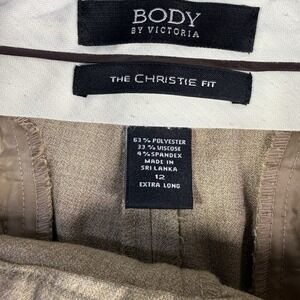 BODY
BY VICTORIA
THE CHRISTIE FIT
63 % POLYESTER
33 % VISCOSE
4 % SPANDEX
MADE IN
SRI LANKA
12
EXTRA LONG